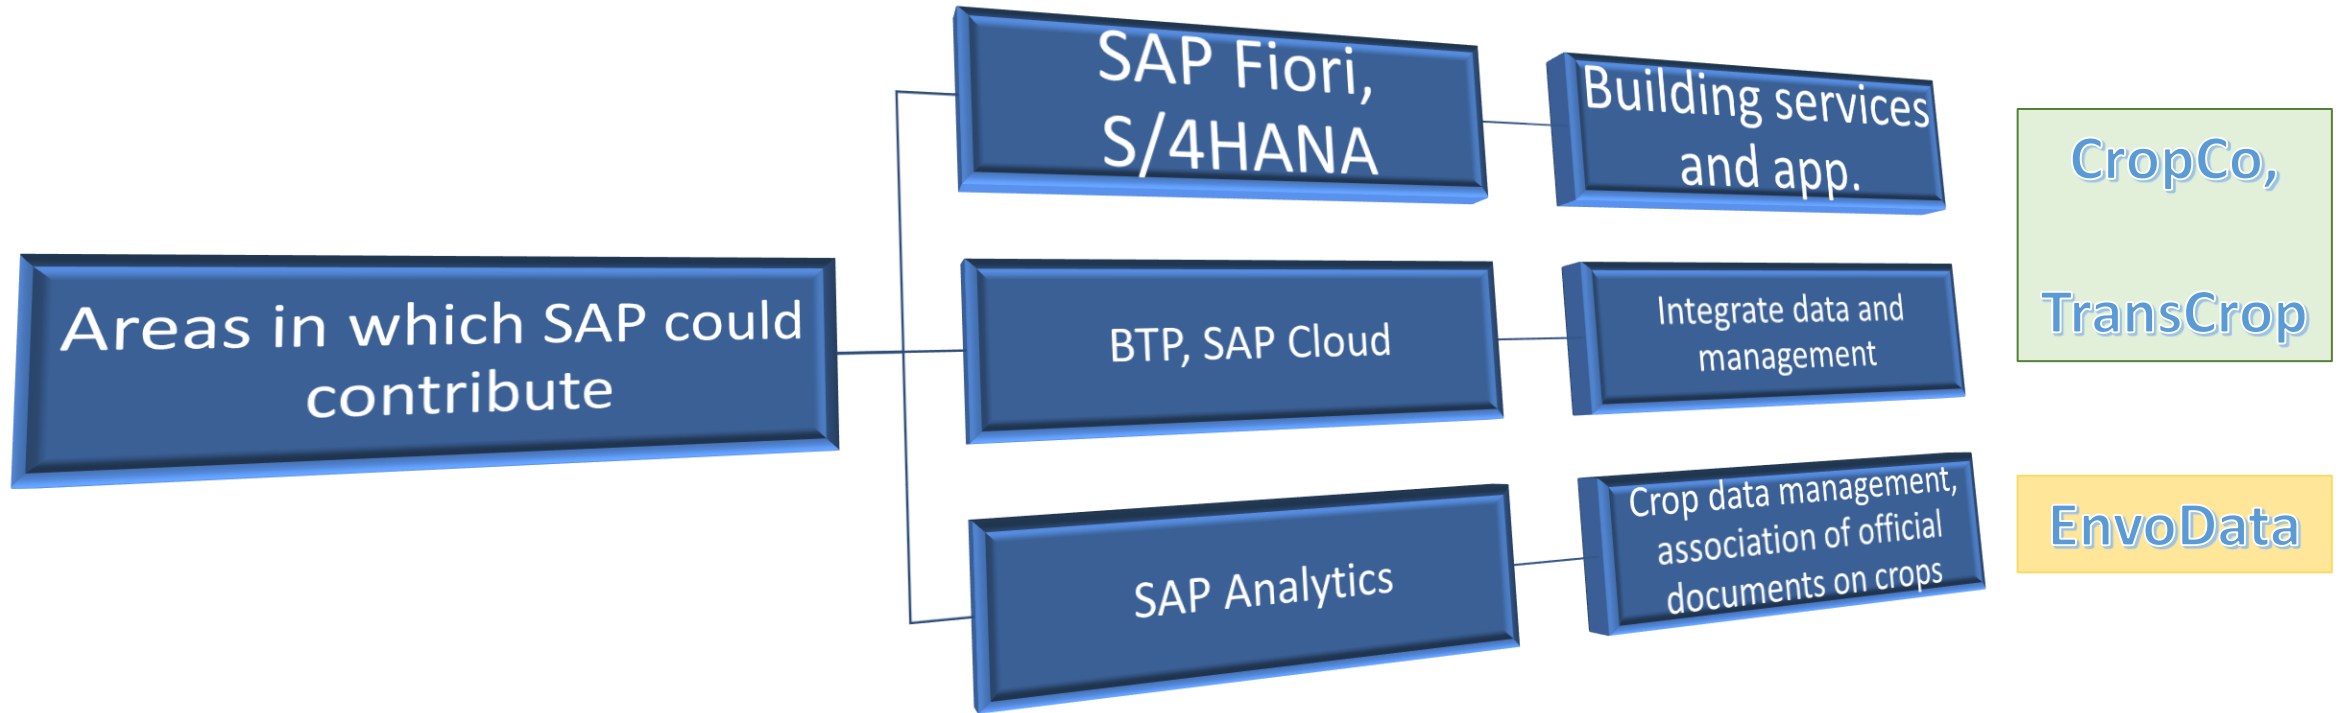 Areas in which SAP could
contribute
SAP Fiori,
S/4HANA
Building services
and app.
BTP, SAP Cloud
Integrate data and
management
SAP Analytics
Crop data management,
association of official
documents on crops
CropCo,
TransCrop
EnvoData